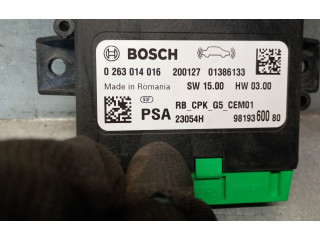 BOSCH
0 263 014 016 200127 01386133
Made in Romania SW 15.00 HW 03.00
RB_CPK_G5_CEM01
PSA 23054H
98193600 80